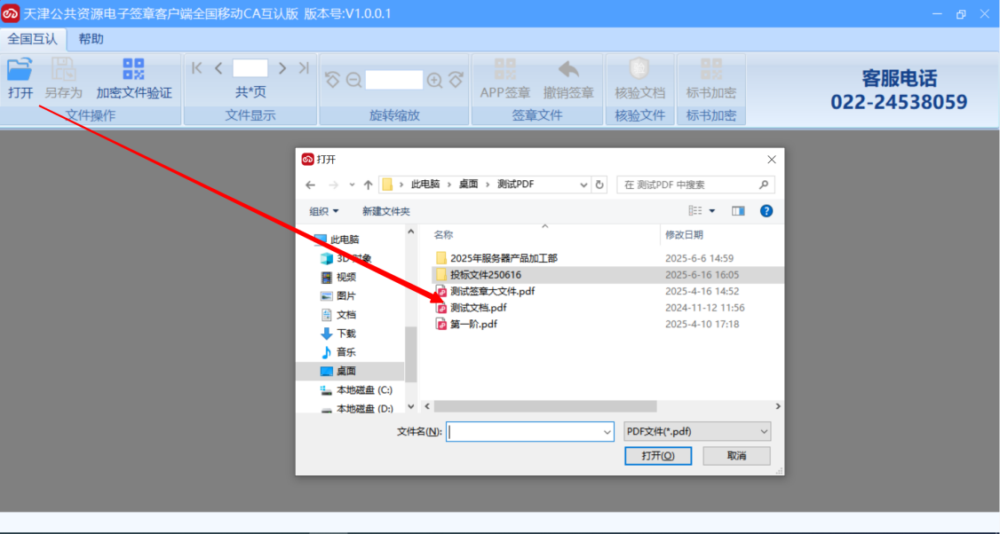 天津公共资源电子签章客户端全国移动CA互认版 版本号:V1.0.0.1
全国互认 帮助
打开 另存为 加密文件验证
文件操作
共*页
文件显示
旋转缩放
APP签章 撤销签章
签章文件
核验文档
核验文件
标书加密
标书加密
客服电话
022-24538059
打开
此电脑 桌面 测试PDF
在 测试PDF 中搜索
组织 新建文件夹
此电脑
3D 对象
视频
图片
文档
下载
音乐
桌面
本地磁盘 (C:)
本地磁盘 (D:)
名称 修改日期
2025年服务器产品加工部 2025-6-6 14:59
投标文件250616 2025-6-16 16:05
测试签章大文件.pdf 2025-4-16 14:52
测试文档.pdf 2024-11-12 11:56
第一阶.pdf 2025-4-10 17:18
文件名(N):
PDF文件(*.pdf)
打开(O) 取消